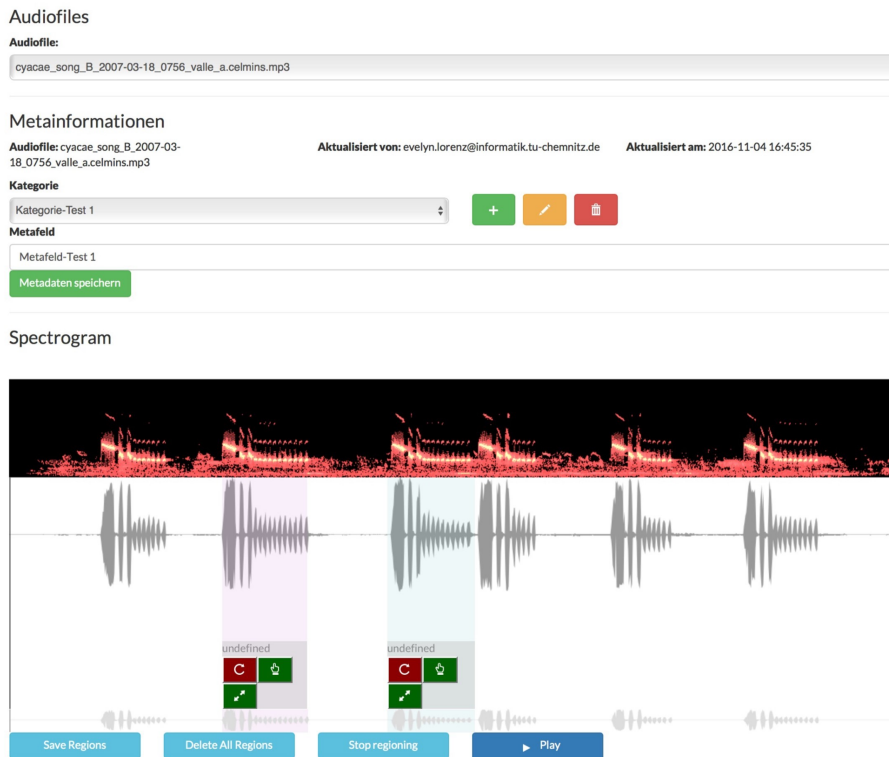 Audiofiles
Audiofile:
cyacae_song_B_2007-03-18_0756_valle_a.celmins.mp3
Metainformationen
Audiofile: cyacae_song_B_2007-03-
18_0756_valle_a.celmins.mp3
Aktualisiert von: evelyn.lorenz@informatik.tu-chemnitz.de
Aktualisiert am: 2016-11-04 16:45:35
Kategorie
Kategorie-Test 1
Metafeld
Metafeld-Test 1
Metadaten speichern
Spectrogram
undefined
undefined
Save Regions
Delete All Regions
Stop regioning
Play